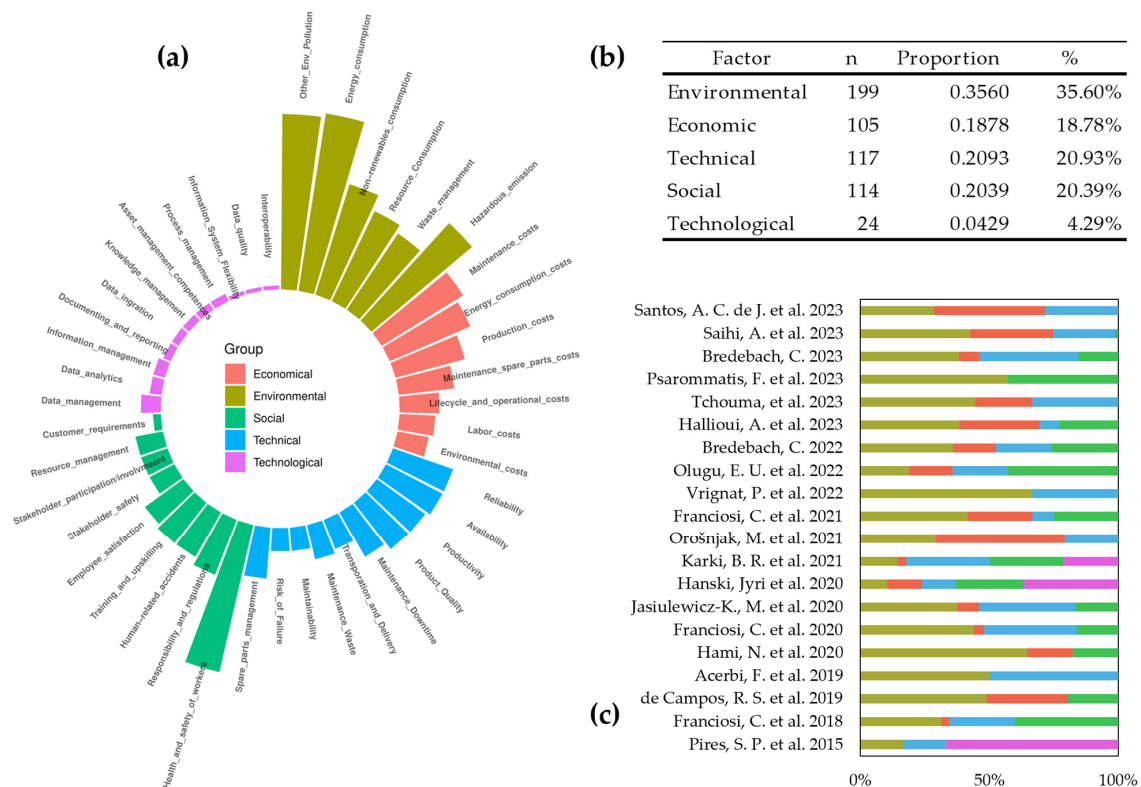 (a)
Other_Env_Pollution
Energy_consumption
Non-renewables_consumption
Resource_Consumption
Waste_management
Hazardous_emission
Maintenance_costs
Energy_consumption_costs
Production_costs
Maintenance_spare_parts_costs
Lifecycle_and_operational_costs
Labor_costs
Environmental_costs
Reliability
Availability
Productivity
Product_Quality
Maintenance_Downtime
Transporation_and_Delivery
Maintenance_Waste
Maintainability
Risk_of_Failure
Spare_parts_management
Health_and_safety_of_workers
Responsibility_and_regulations
Human-related_accidents
Training_and_upskilling
Employee_satisfaction
Stakeholder_safety
Stakeholder_participation/involvment
Resource_management
Customer_requirements
Data_management
Data_analytics
Information_management
Documenting_and_reporting
Data_ingration
Knowledge_management
Asset_management_competences
Process_management
Information_System_Flexibility
Data_quality
Interoperability
Group
Economical
Environmental
Social
Technical
Technological
(b)
Factor n Proportion %
Environmental 199 0.3560 35.60%
Economic 105 0.1878 18.78%
Technical 117 0.2093 20.93%
Social 114 0.2039 20.39%
Technological 24 0.0429 4.29%
(c)
Santos, A. C. de J. et al. 2023
Saihi, A. et al. 2023
Bredebach, C. 2023
Psarommatis, F. et al. 2023
Tchouma, et al. 2023
Hallioui, A. et al. 2023
Bredebach, C. 2022
Olugu, E. U. et al. 2022
Vrignat, P. et al. 2022
Franciosi, C. et al. 2021
Orošnjak, M. et al. 2021
Karki, B. R. et al. 2021
Hanski, Jyri et al. 2020
Jasiulewicz-K., M. et al. 2020
Franciosi, C. et al. 2020
Hami, N. et al. 2020
Acerbi, F. et al. 2019
de Campos, R. S. et al. 2019
Franciosi, C. et al. 2018
Pires, S. P. et al. 2015
0% 50% 100%